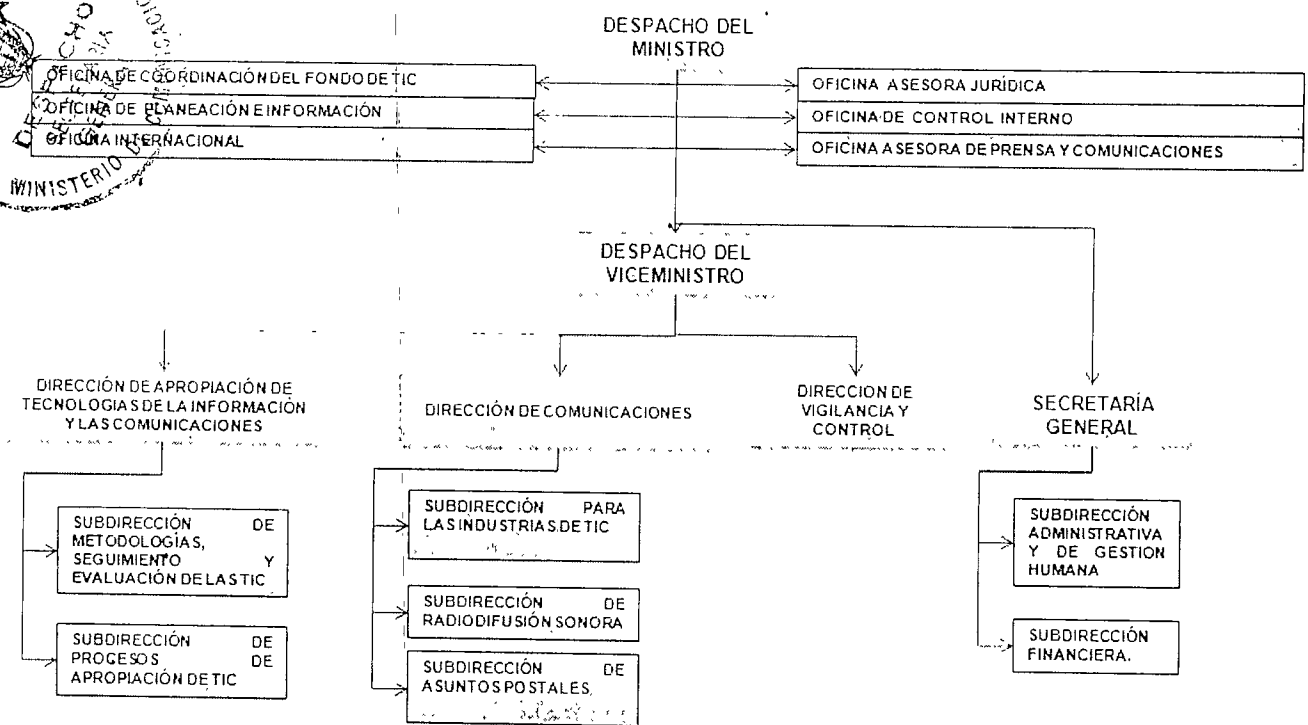 DESPACHO DEL
MINISTRO
OFICINA DE COORDINACIÓN DEL FONDO DE TIC
OFICINA DE PLANEACIÓN E INFORMACIÓN
OFICINA INTERNACIONAL
OFICINA ASESORA JURÍDICA
OFICINA DE CONTROL INTERNO
OFICINA ASESORA DE PRENSA Y COMUNICACIONES
MINISTERIO
DESPACHO DEL
VICEMINISTRO
DIRECCIÓN DE APROPIACIÓN DE
TECNOLOGIAS DE LA INFORMACIÓN
Y LAS COMUNICACIONES
DIRECCIÓN DE COMUNICACIONES
DIRECCION DE
VIGILANCIA Y
CONTROL
SECRETARÍA
GENERAL
SUBDIRECCIÓN DE
METODOLOGÍAS,
SEGUIMIENTO Y
EVALUACIÓN DE LAS TIC
SUBDIRECCIÓN DE
PROCESOS DE
APROPIACIÓN DE TIC
SUBDIRECCIÓN PARA
LAS INDUSTRIAS DE TIC
SUBDIRECCIÓN DE
RADIODIFUSIÓN SONORA
SUBDIRECCIÓN DE
ASUNTOS POSTALES.
SUBDIRECCIÓN
ADMINISTRATIVA
Y DE GESTION
HUMANA
SUBDIRECCIÓN
FINANCIERA.